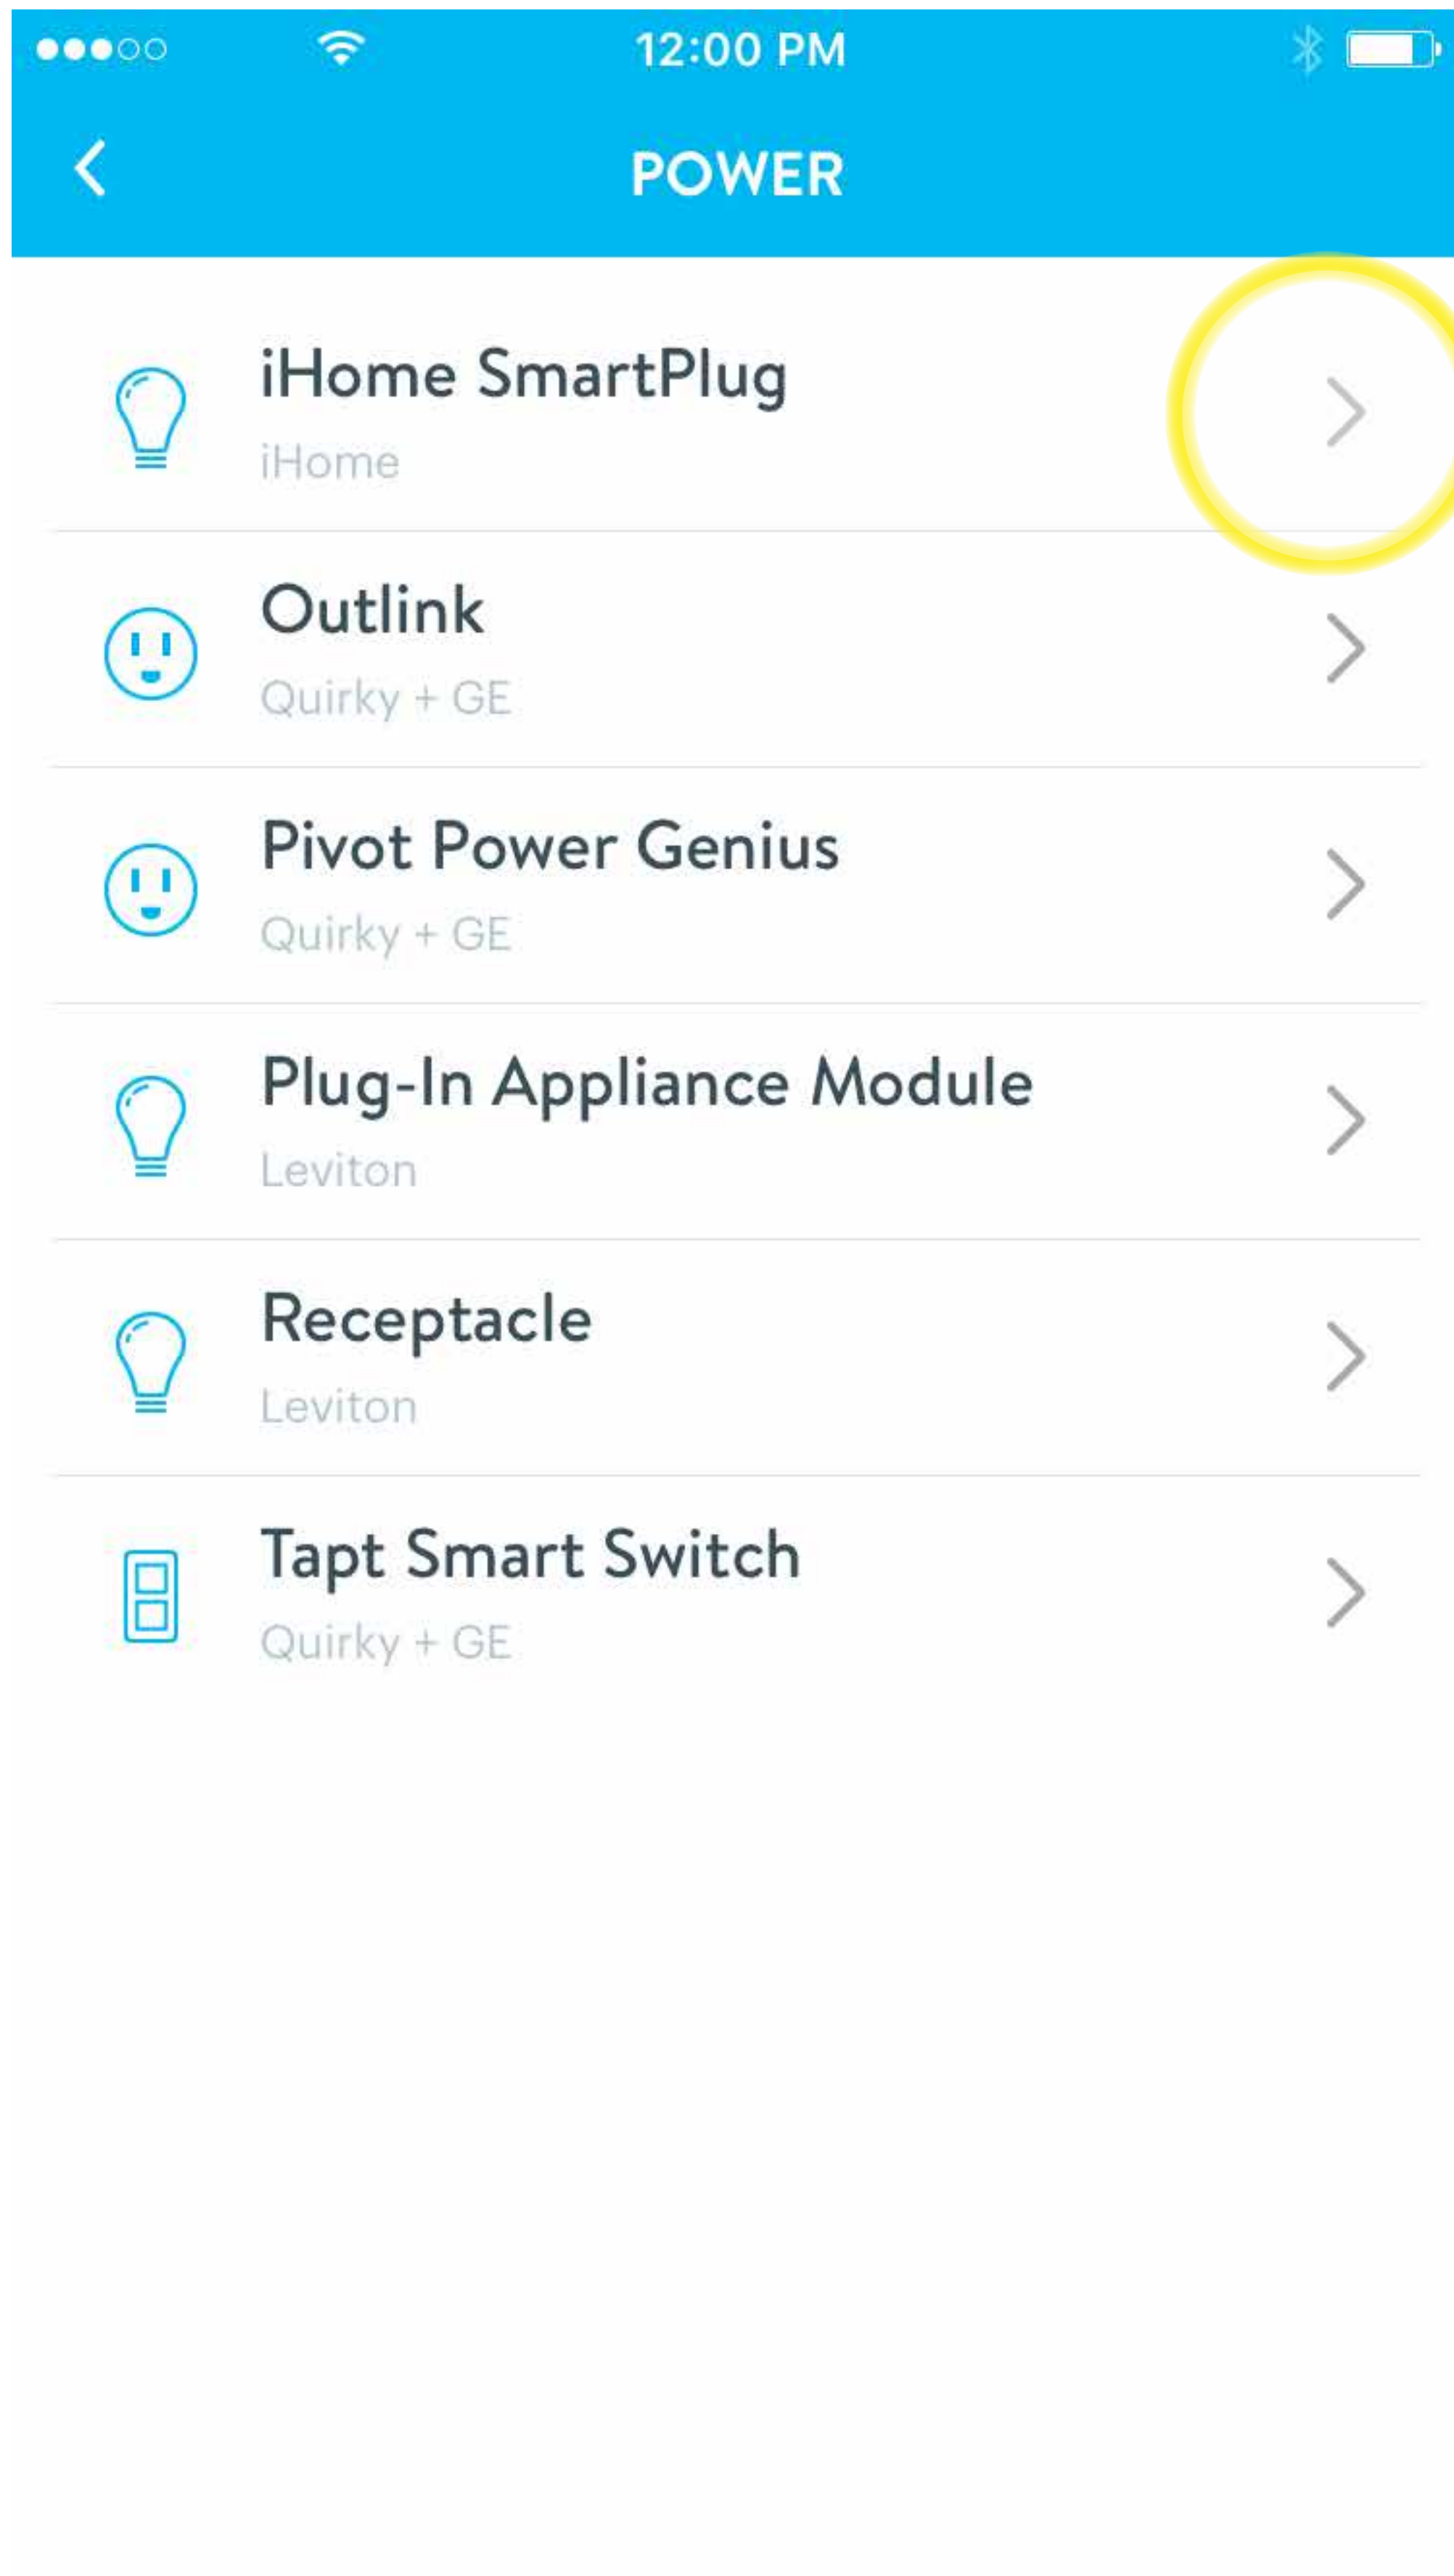 12:00 PM
POWER
iHome SmartPlug
iHome
Outlink
Quirky + GE
Pivot Power Genius
Quirky + GE
Plug-In Appliance Module
Leviton
Receptacle
Leviton
Tapt Smart Switch
Quirky + GE